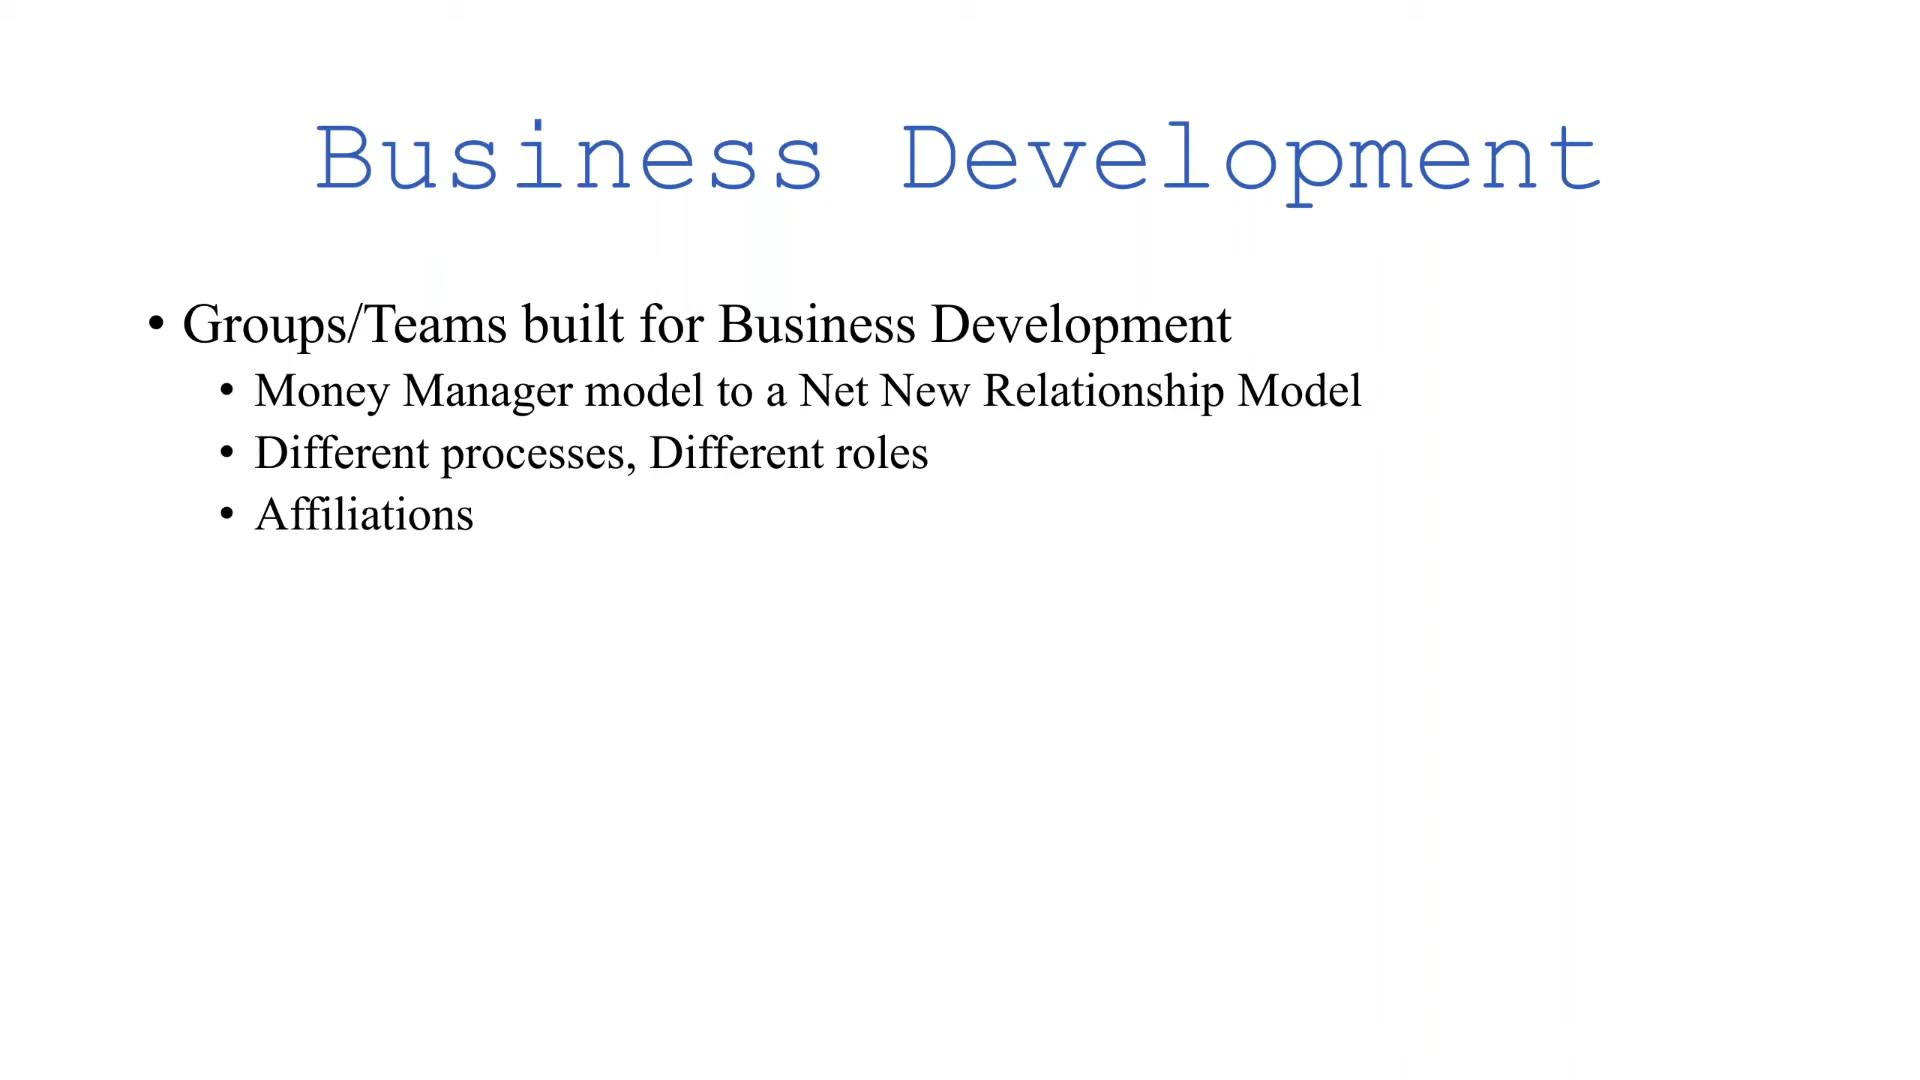 Business Development
• Groups/Teams built for Business Development
• Money Manager model to a Net New Relationship Model
• Different processes, Different roles
• Affiliations